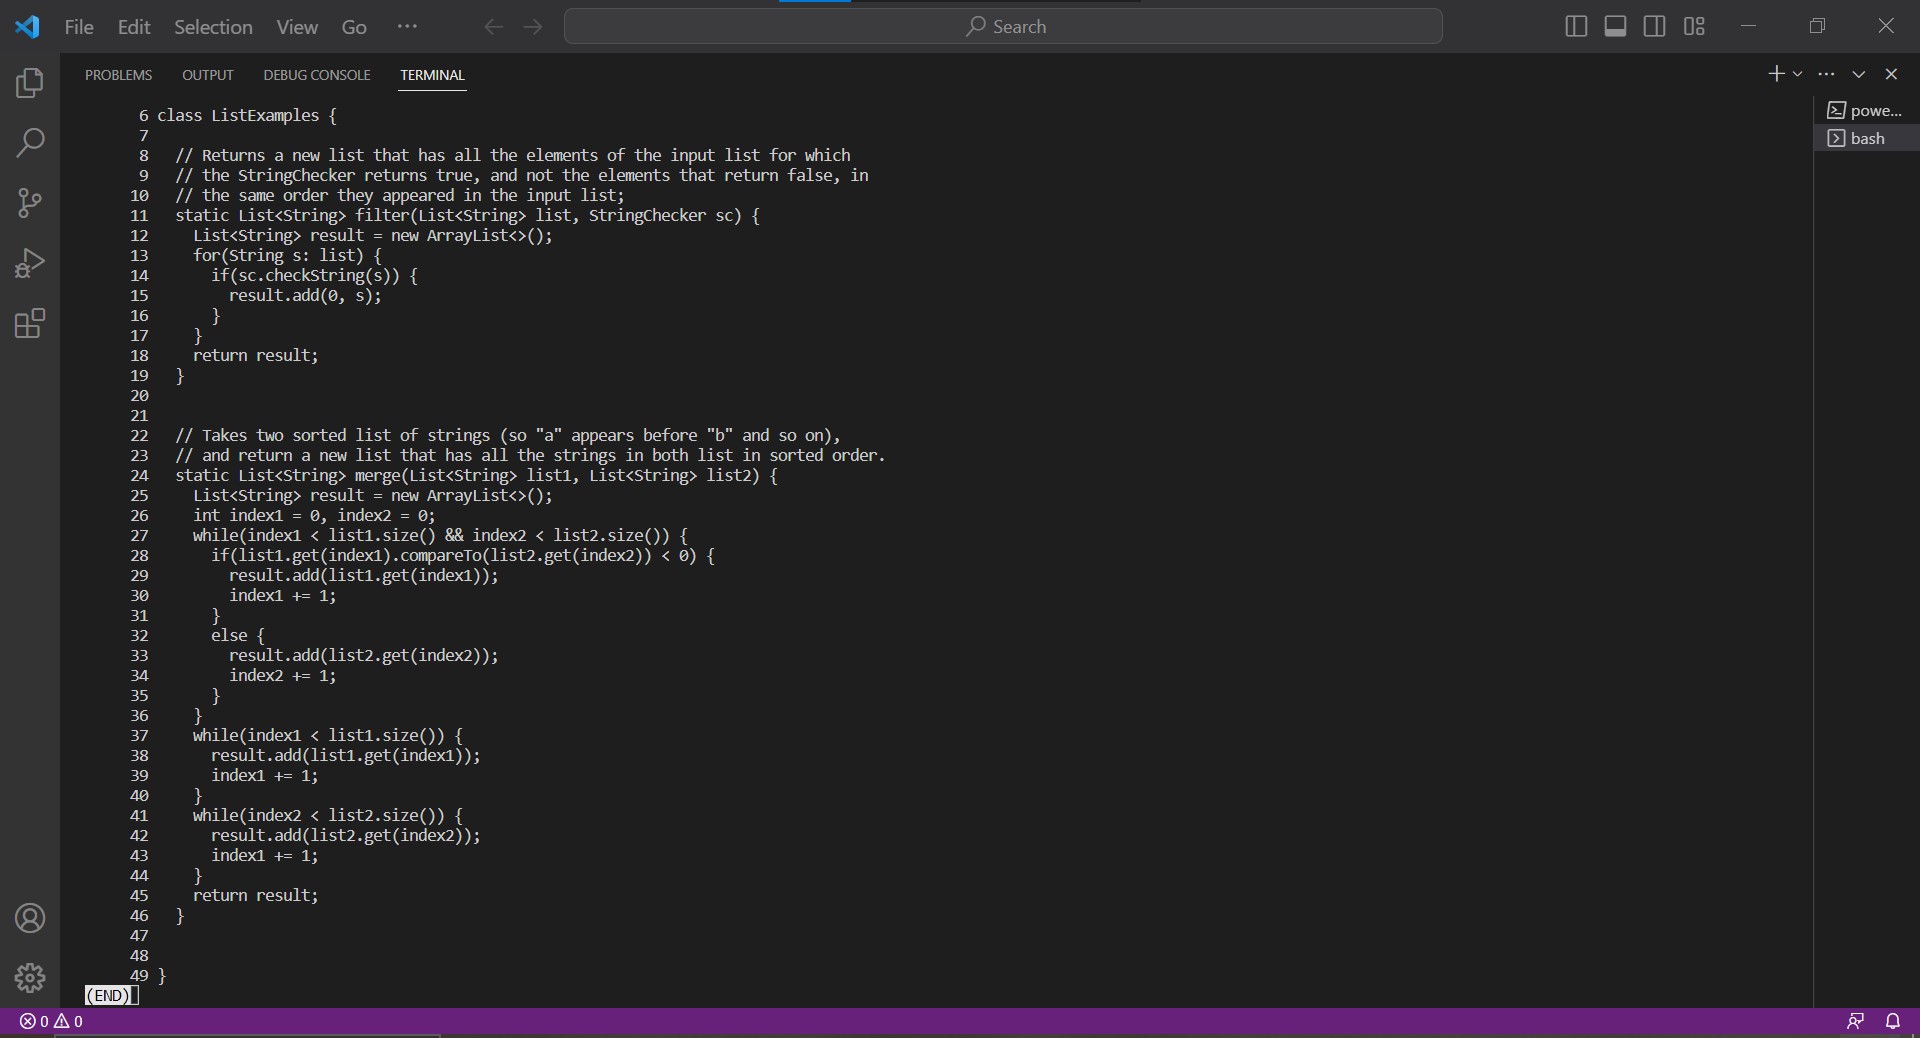 File Edit Selection View Go ··· Search
PROBLEMS OUTPUT DEBUG CONSOLE TERMINAL
powe...
bash
6 class ListExamples {
7
8   // Returns a new list that has all the elements of the input list for which
9   // the StringChecker returns true, and not the elements that return false, in
10   // the same order they appeared in the input list;
11   static List<String> filter(List<String> list, StringChecker sc) {
12     List<String> result = new ArrayList<>();
13     for(String s: list) {
14       if(sc.checkString(s)) {
15         result.add(0, s);
16       }
17     }
18     return result;
19   }
20
21
22   // Takes two sorted list of strings (so "a" appears before "b" and so on),
23   // and return a new list that has all the strings in both list in sorted order.
24   static List<String> merge(List<String> list1, List<String> list2) {
25     List<String> result = new ArrayList<>();
26     int index1 = 0, index2 = 0;
27     while(index1 < list1.size() && index2 < list2.size()) {
28       if(list1.get(index1).compareTo(list2.get(index2)) < 0) {
29         result.add(list1.get(index1));
30         index1 += 1;
31       }
32       else {
33         result.add(list2.get(index2));
34         index2 += 1;
35       }
36     }
37     while(index1 < list1.size()) {
38       result.add(list1.get(index1));
39       index1 += 1;
40     }
41     while(index2 < list2.size()) {
42       result.add(list2.get(index2));
43       index1 += 1;
44     }
45     return result;
46   }
47
48
49 }
(END)
0 0